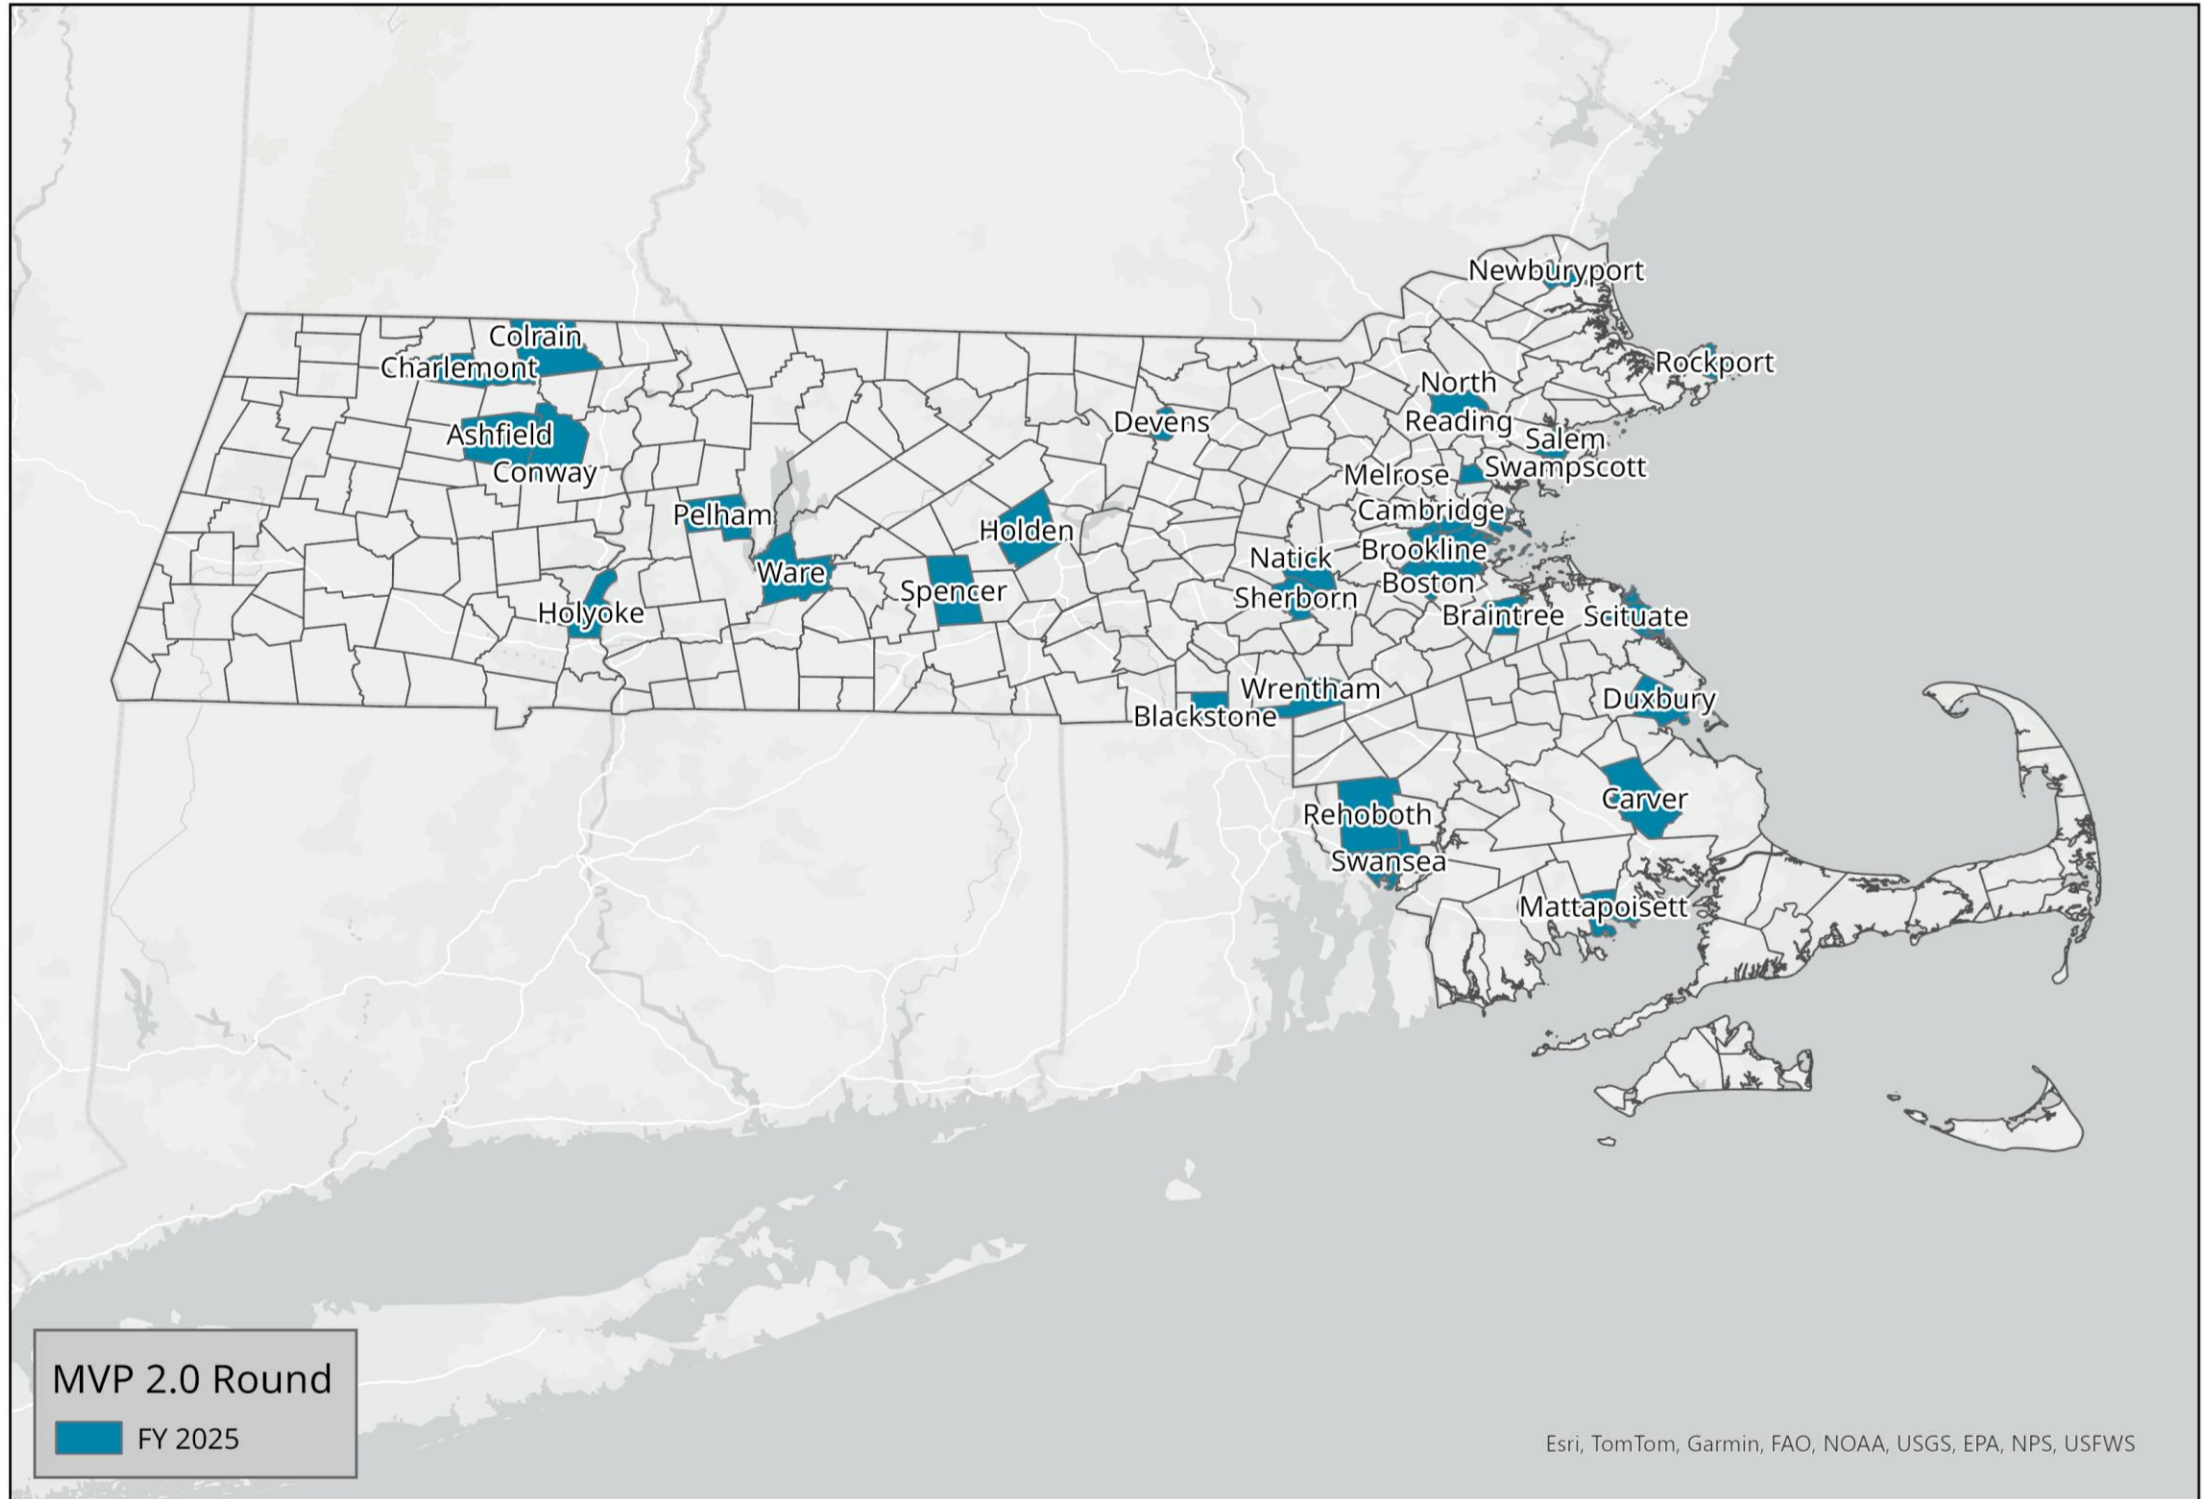 Newburyport
Colrain
Charlemont
Rockport
North
Reading
Devens
Ashfield
Salem
Conway
Swampscott
Melrose
Cambridge
Pelham
Holden
Brookline
Natick
Ware
Boston
Spencer
Sherborn
Holyoke
Braintree
Scituate
Wrentham
Duxbury
Blackstone
Carver
Rehoboth
Swansea
Mattapoisett
MVP 2.0 Round
FY 2025
Esri, TomTom, Garmin, FAO, NOAA, USGS, EPA, NPS, USFWS